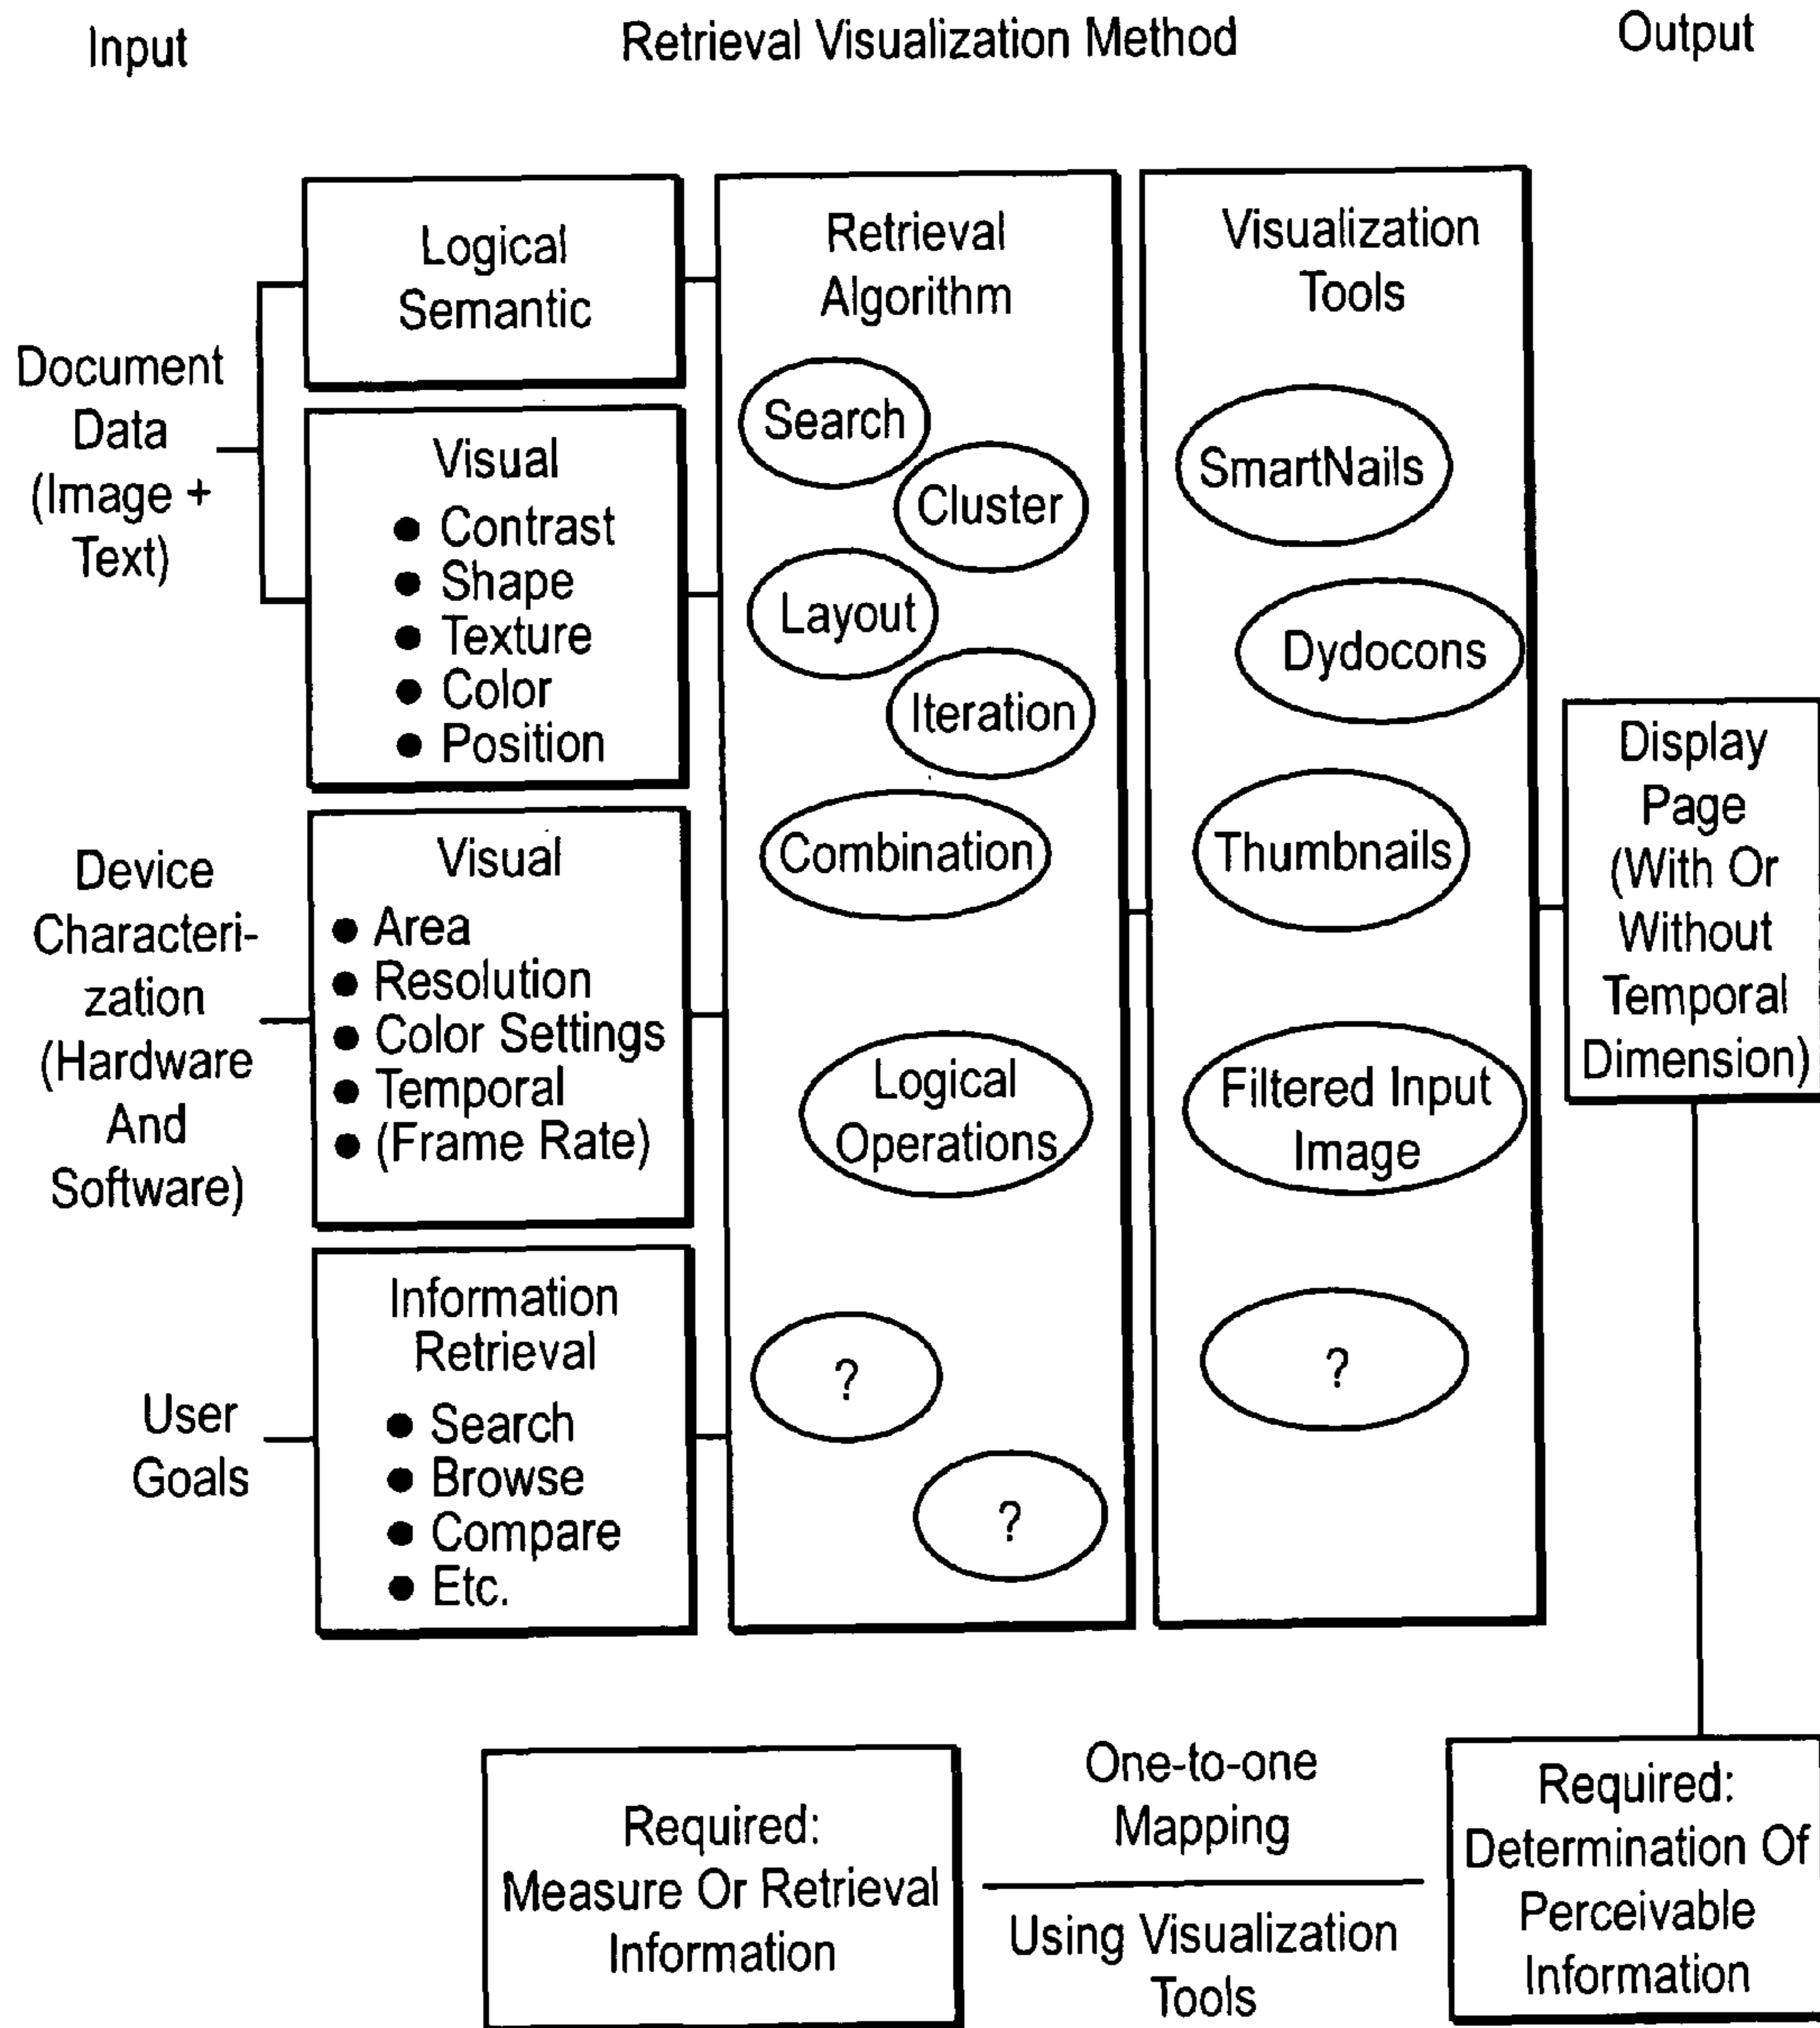 Input
Retrieval Visualization Method
Output
Document
Data
(Image +
Text)
Logical
Semantic
Visual
● Contrast
● Shape
● Texture
● Color
● Position
Device
Characteri-
zation
(Hardware
And
Software)
Visual
● Area
● Resolution
● Color Settings
● Temporal
● (Frame Rate)
User
Goals
Information
Retrieval
● Search
● Browse
● Compare
● Etc.
Retrieval
Algorithm
Search
Cluster
Layout
Iteration
Combination
Logical
Operations
?
?
Visualization
Tools
SmartNails
Dydocons
Thumbnails
Filtered Input
Image
?
Display
Page
(With Or
Without
Temporal
Dimension)
Required:
Measure Or Retrieval
Information
One-to-one
Mapping
Using Visualization
Tools
Required:
Determination Of
Perceivable
Information